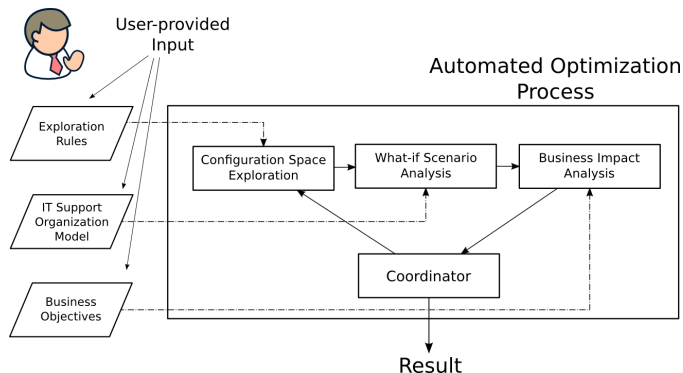 User-provided
Input
Automated Optimization
Process
Exploration
Rules
Configuration Space
Exploration
What-if Scenario
Analysis
Business Impact
Analysis
IT Support
Organization
Model
Coordinator
Business
Objectives
Result